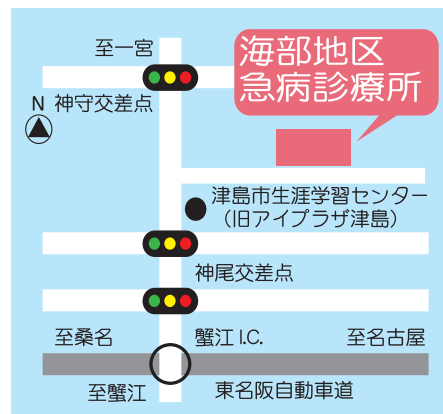 至一宮
海部地区
急病診療所
N
神守交差点
津島市生涯学習センター
（旧アイプラザ津島）
神尾交差点
至桑名
蟹江 I.C.
至名古屋
至蟹江
東名阪自動車道